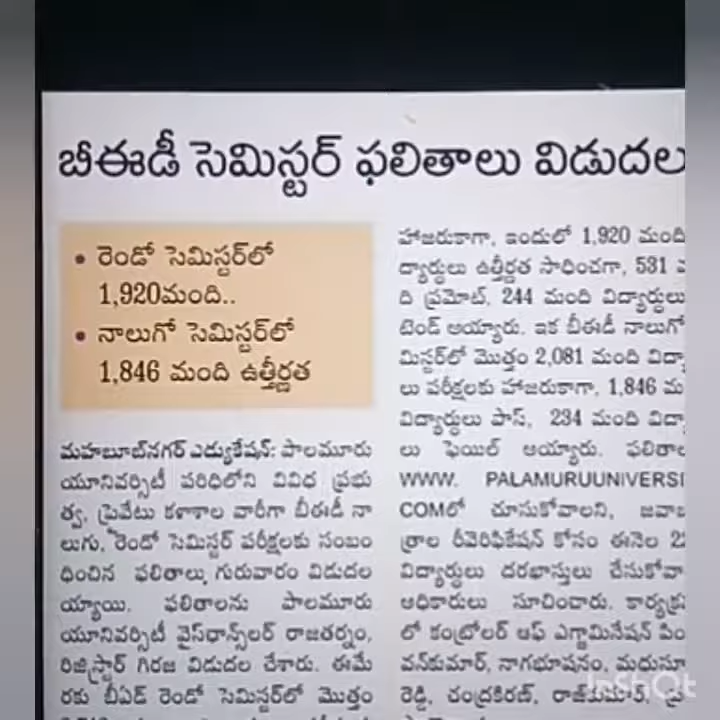 బీఈడీ సెమిస్టర్ ఫలితాలు విడుదల
• రెండో సెమిస్టర్‌లో
1,920మంది..
• నాలుగో సెమిస్టర్‌లో
1,846 మంది ఉత్తీర్ణత
మహబూబ్‌నగర్ ఎడ్యుకేషన్: పాలమూరు
యూనివర్సిటీ పరిధిలోని వివిధ ప్రభు
త్వ, ప్రైవేటు కళాశాల వారీగా బీఈడీ నా
లుగు, రెండో సెమిస్టర్ పరీక్షలకు సంబం
ధించిన ఫలితాలు గురువారం విడుదల
య్యాయి. ఫలితాలను పాలమూరు
యూనివర్సిటీ వైస్‌ఛాన్స్‌లర్ రాజరత్నం,
రిజిస్ట్రార్ గిరిజ విడుదల చేశారు. ఈమే
రకు బీఏడ్ రెండో సెమిస్టర్‌లో మొత్తం
హాజరుకాగా, ఇందులో 1,920 మంది
ద్యార్థులు ఉత్తీర్ణత సాధించగా, 531
ది ప్రమోట్, 244 మంది విద్యార్థులు
టెండ్ అయ్యారు. ఇక బీఈడీ నాలుగో
మిస్టర్‌లో మొత్తం 2,081 మంది విద్యా
లు పరీక్షలకు హాజరుకాగా, 1,846 మ
విద్యార్థులు పాస్, 234 మంది విద్యా
లు ఫెయిల్ అయ్యారు. ఫలితాల
WWW. PALAMURUUNIVERSI
COMలో చూసుకోవాలని, జవాబ
త్రాల రీవెరిఫికేషన్ కోసం ఈనెల 22
విద్యార్థులు దరఖాస్తులు చేసుకోవా
అధికారులు సూచించారు. కార్యక్ర
లో కంట్రోలర్ ఆఫ్ ఎగ్జామినేషన్
వన్‌కుమార్, నాగభూషనం, మధుసూ
రెడ్డి, చంద్రకిరణ్, రాజ్‌కుమార్,
InShot